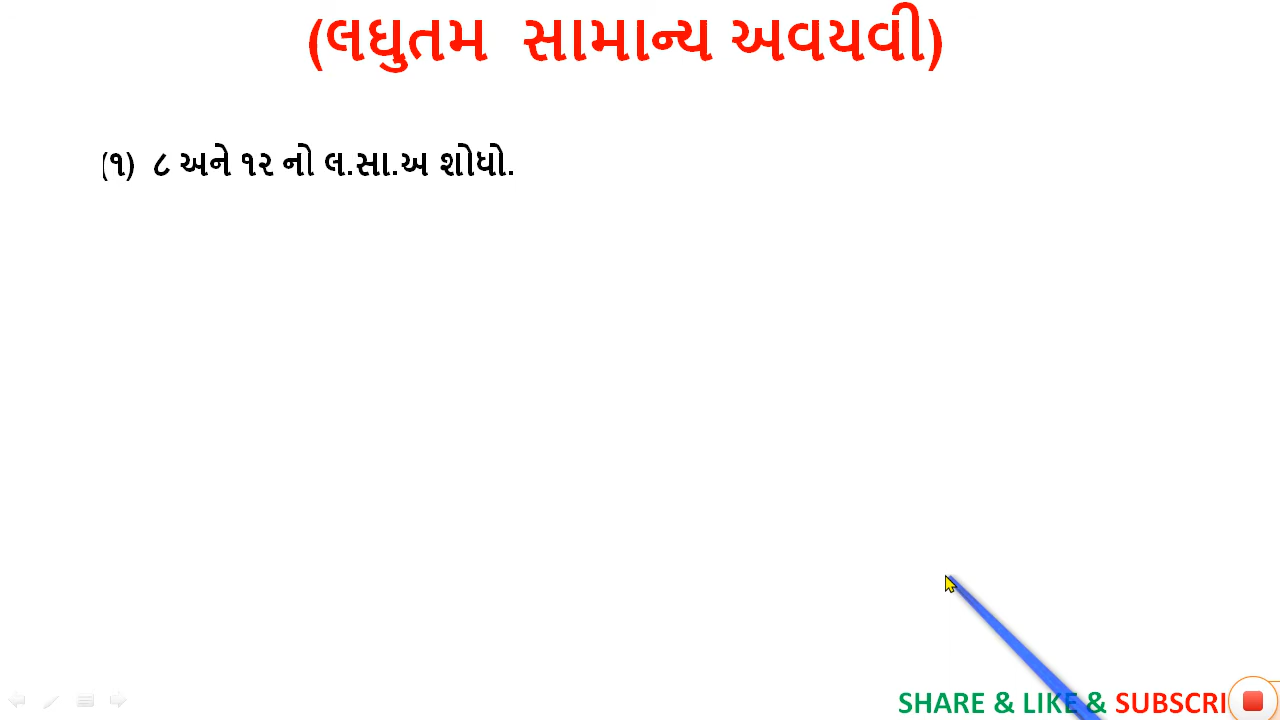 (લઘુતમ સામાન્ય અવયવી)
(૧) ૮ અને ૧૨ નો લ.સા.અ શોધો.
SHARE & LIKE & SUBSCRI